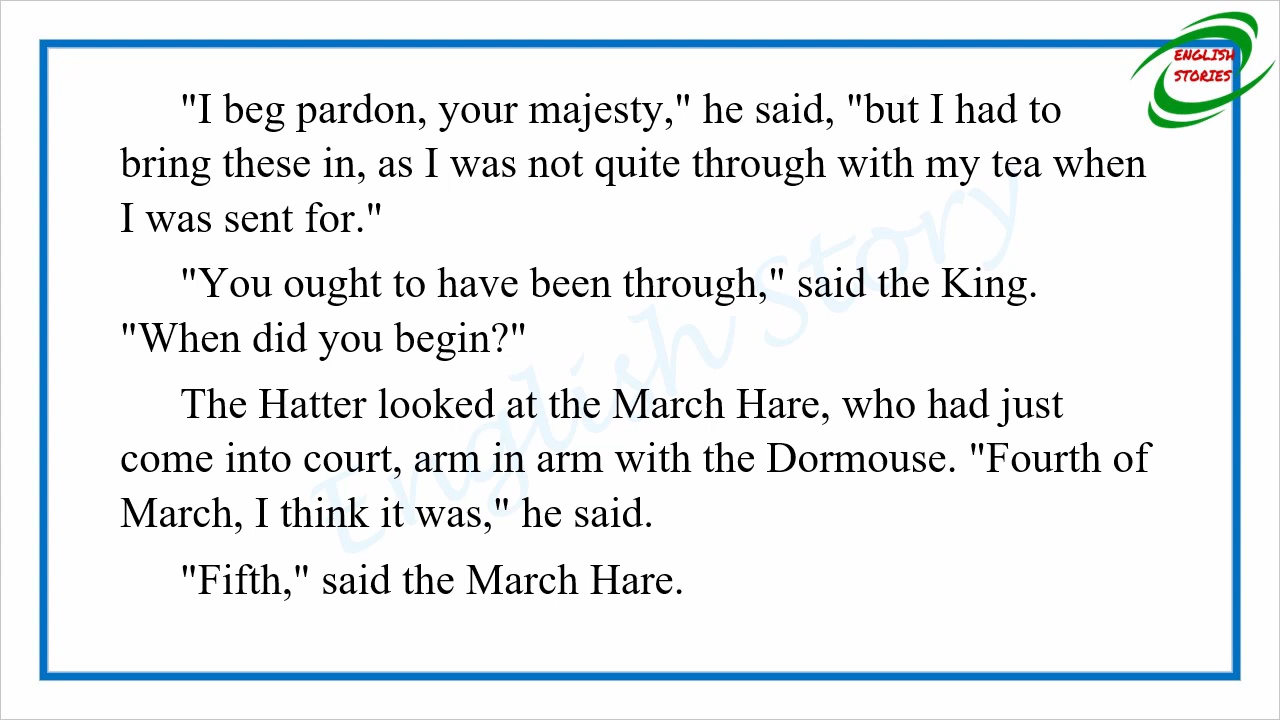 ENGLISH
STORIES
"I beg pardon, your majesty," he said, "but I had to
bring these in, as I was not quite through with my tea when
I was sent for."
"You ought to have been through," said the King.
"When did you begin?"
The Hatter looked at the March Hare, who had just
come into court, arm in arm with the Dormouse. "Fourth of
March, I think it was," he said.
"Fifth," said the March Hare.
English Story